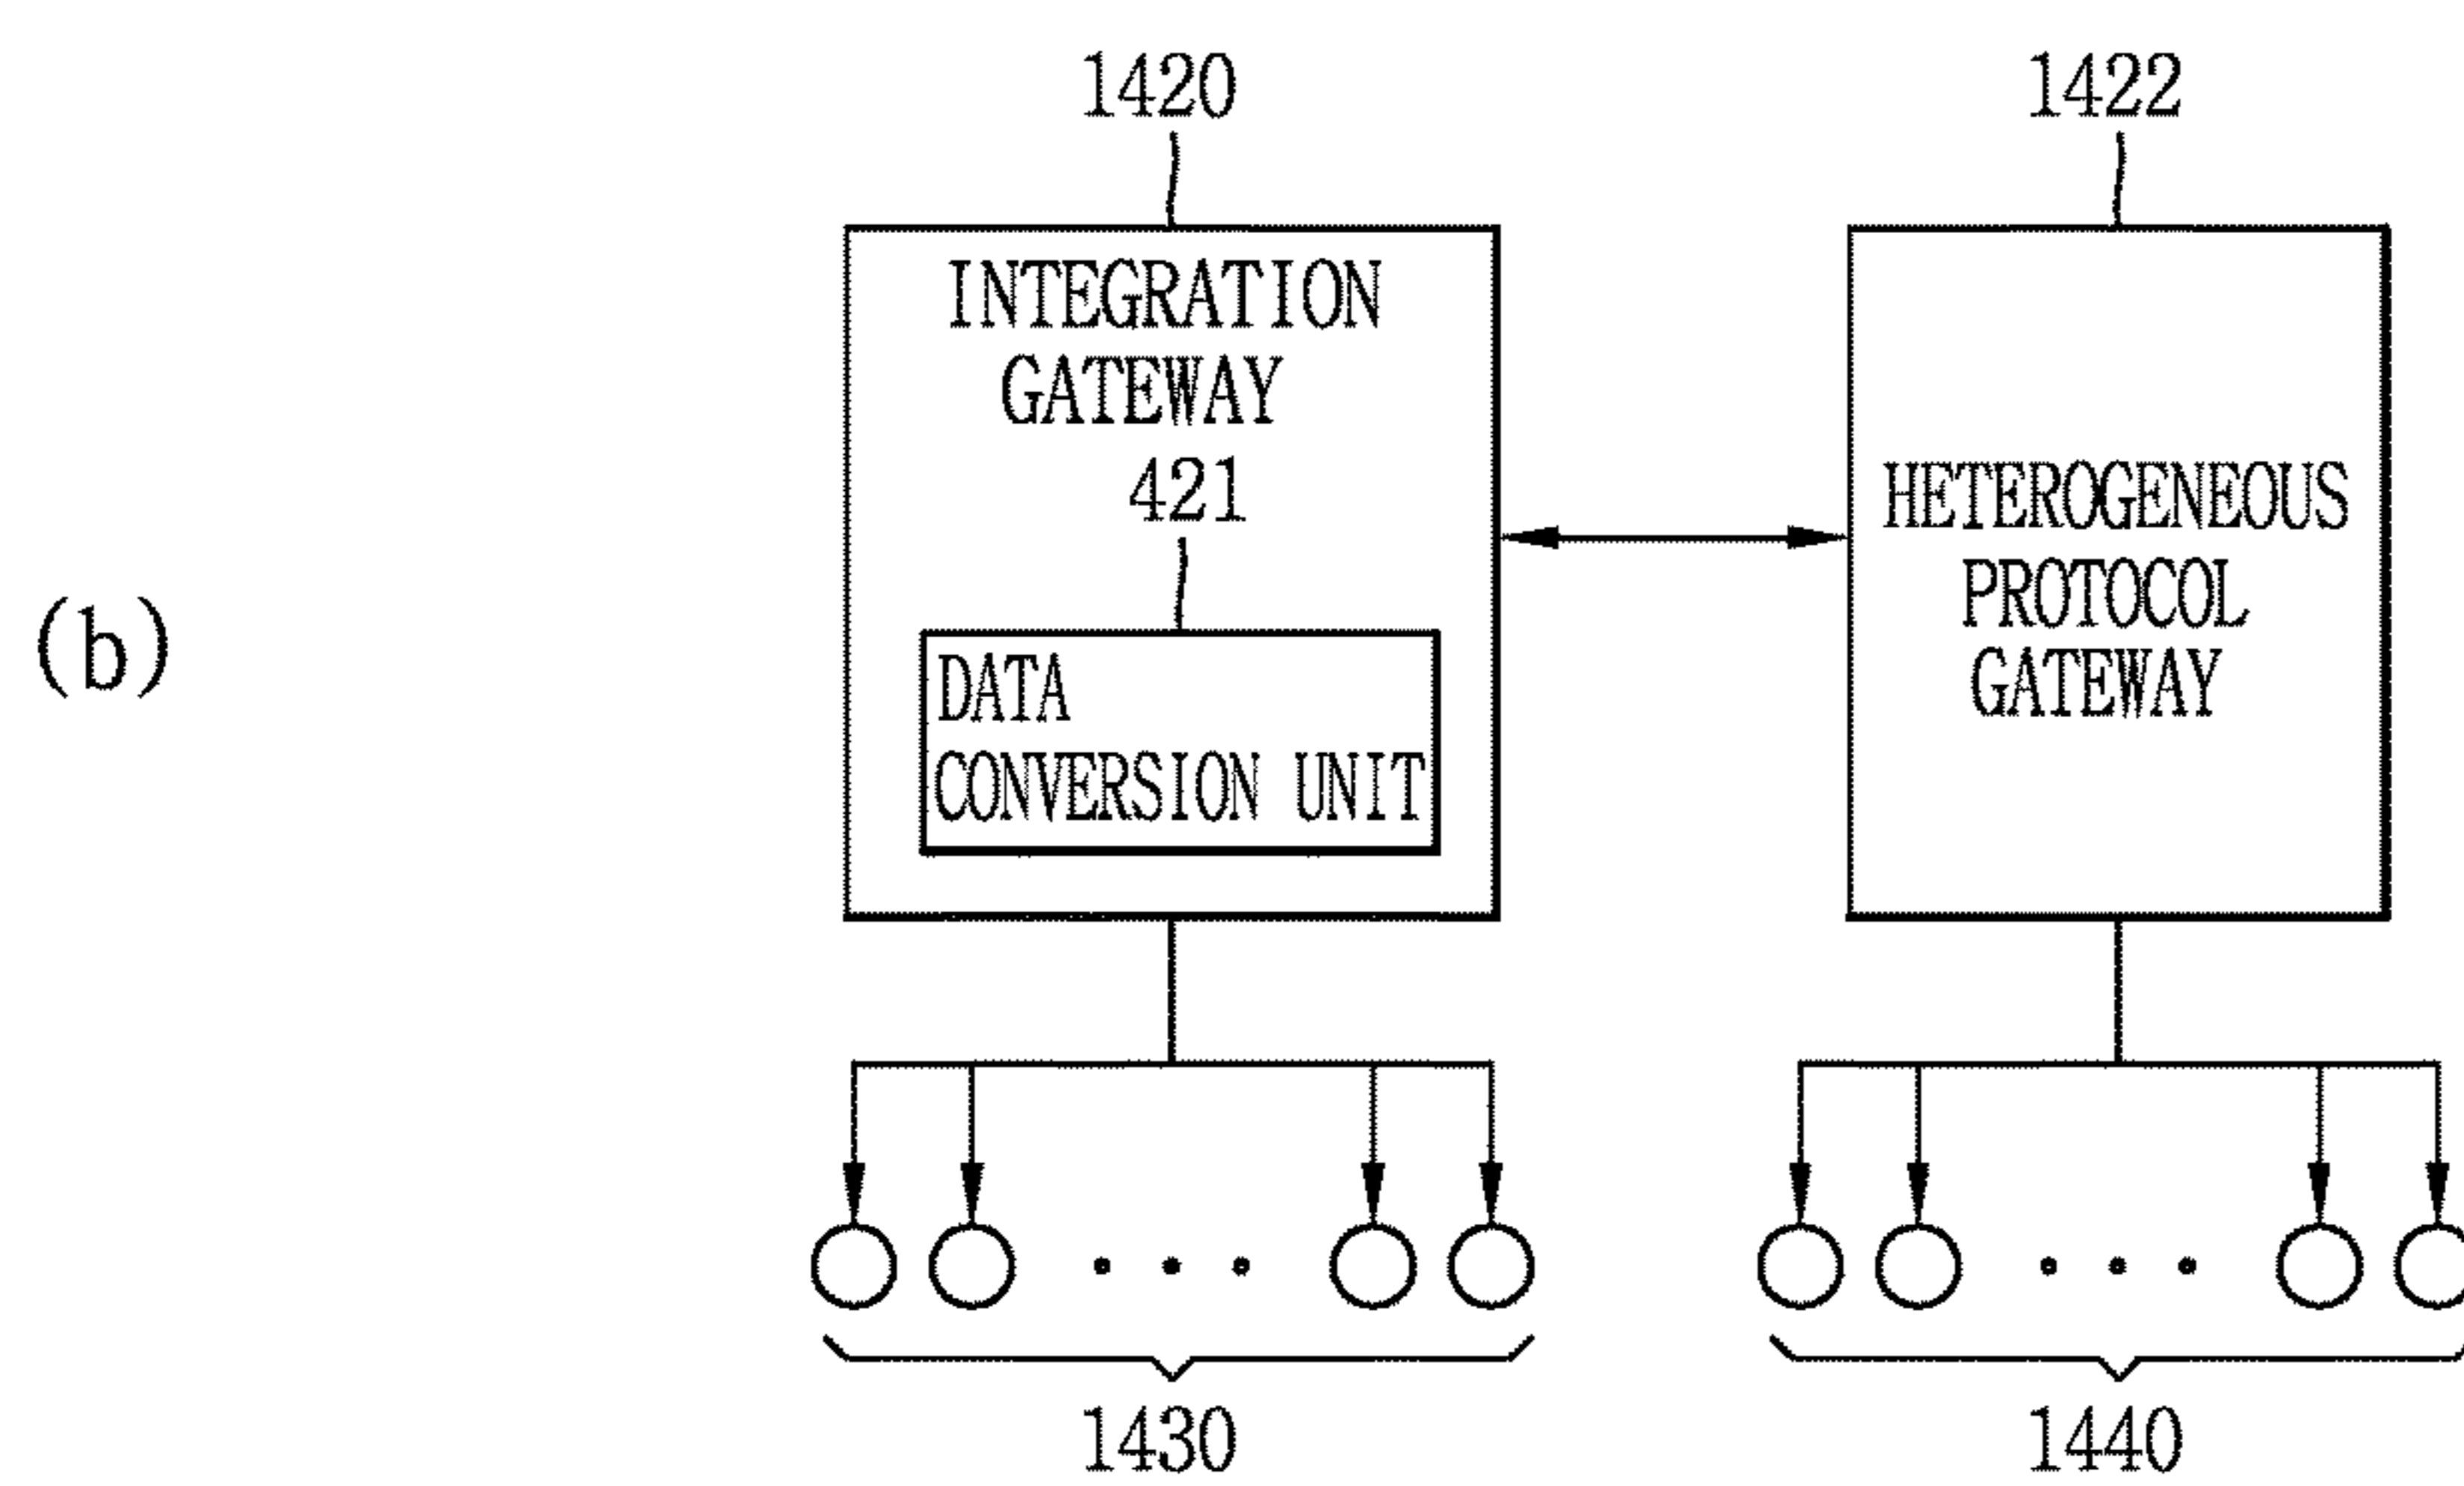 1420
1422
INTEGRATION
GATEWAY
421
DATA
CONVERSION UNIT
HETEROGENEOUS
PROTOCOL
GATEWAY
(b)
1430
1440